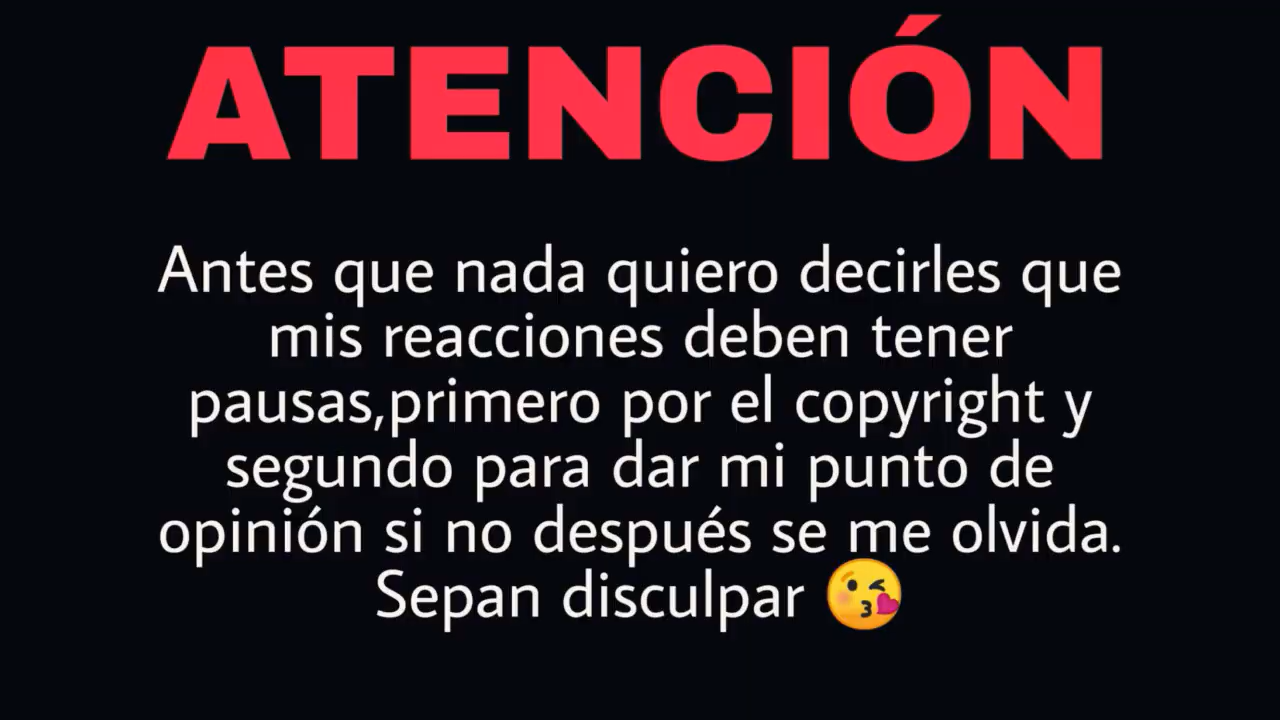 ATENCIÓN
Antes que nada quiero decirles que
mis reacciones deben tener
pausas,primero por el copyright y
segundo para dar mi punto de
opinión si no después se me olvida.
Sepan disculpar 😘